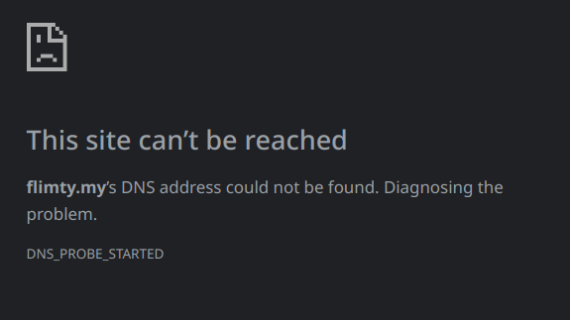 This site can’t be reached
flimty.my’s DNS address could not be found. Diagnosing the
problem.
DNS_PROBE_STARTED